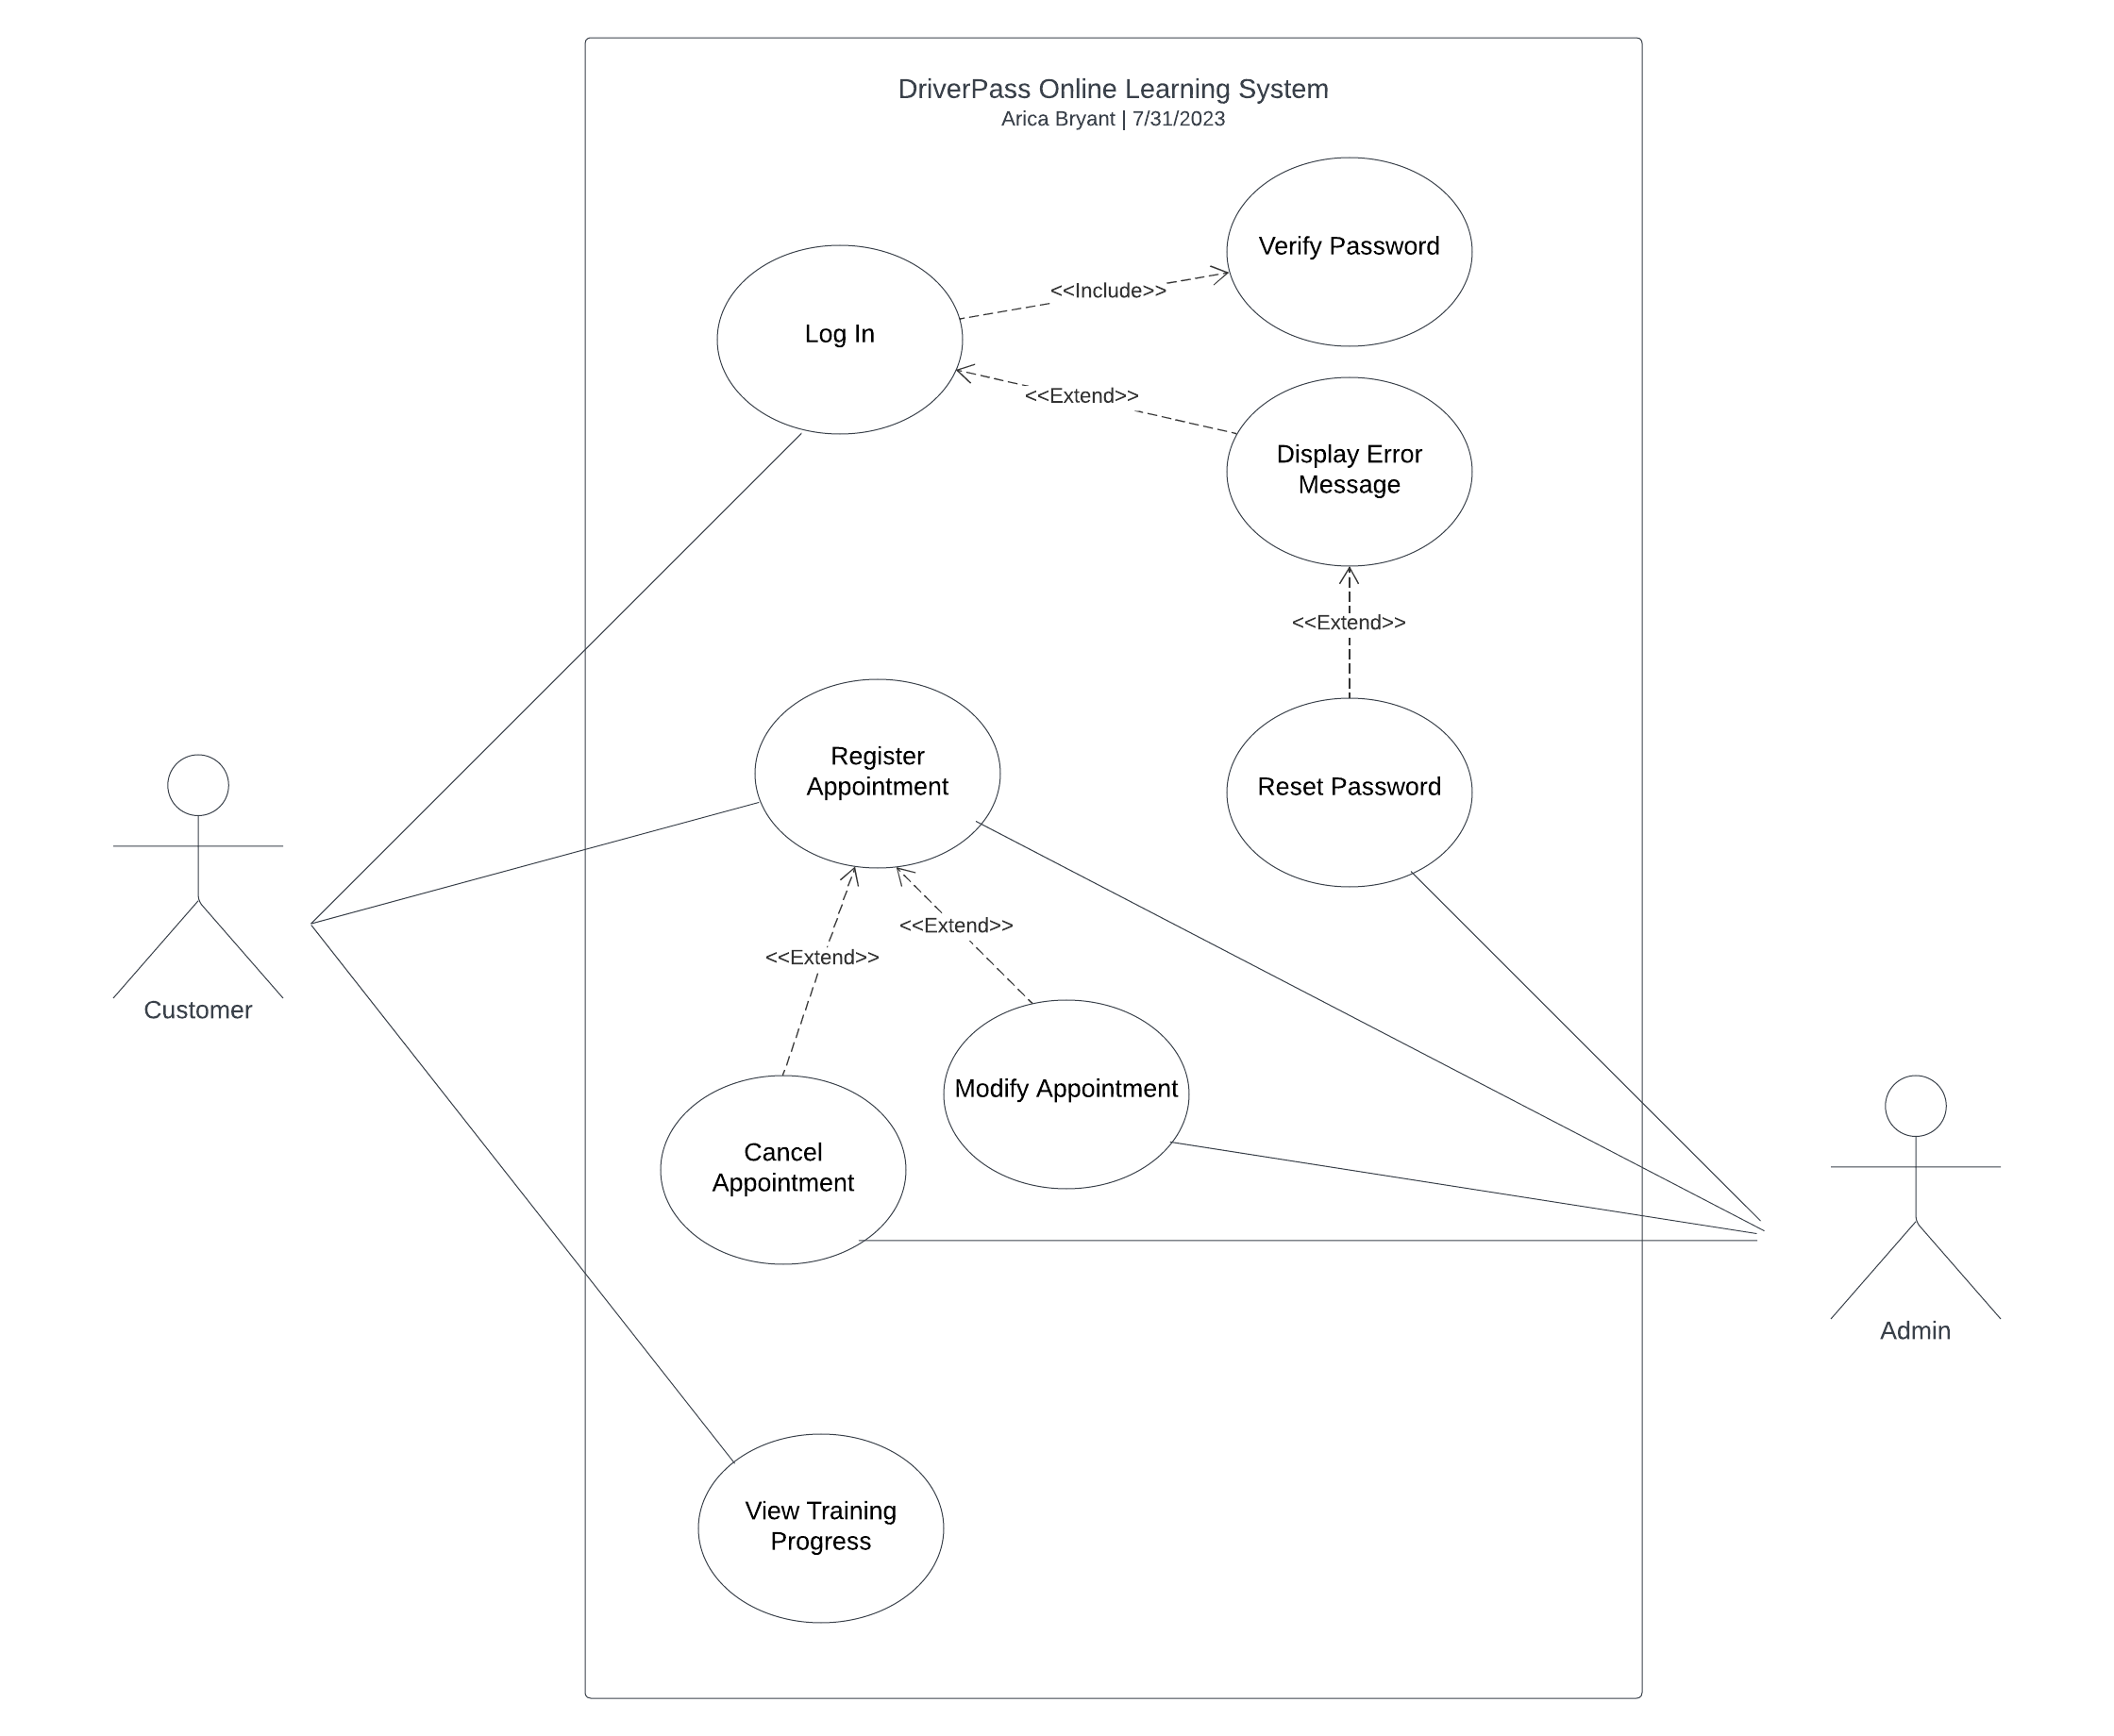 DriverPass Online Learning System
Arica Bryant | 7/31/2023
Verify Password
<<Include>>
Log In
<<Extend>>
Display Error
Message
<<Extend>>
Register
Appointment
Reset Password
<<Extend>>
<<Extend>>
Customer
Modify Appointment
Cancel
Appointment
Admin
View Training
Progress